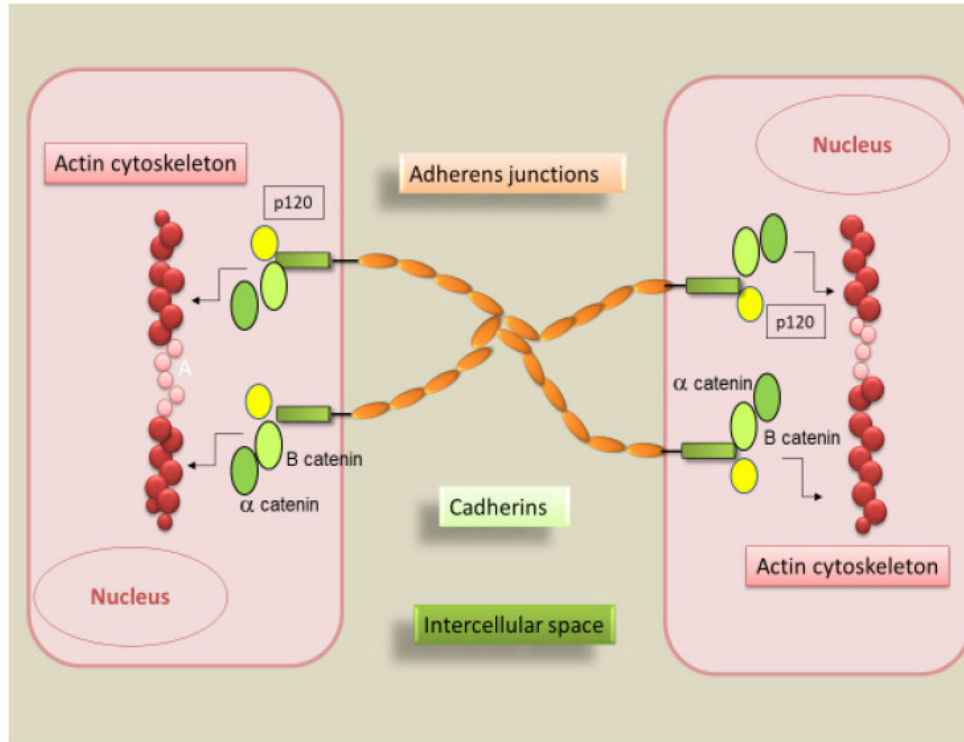 Nucleus
Actin cytoskeleton
Adherens junctions
p120
p120
A
α catenin
B catenin
B catenin
α catenin
Cadherins
Actin cytoskeleton
Nucleus
Intercellular space